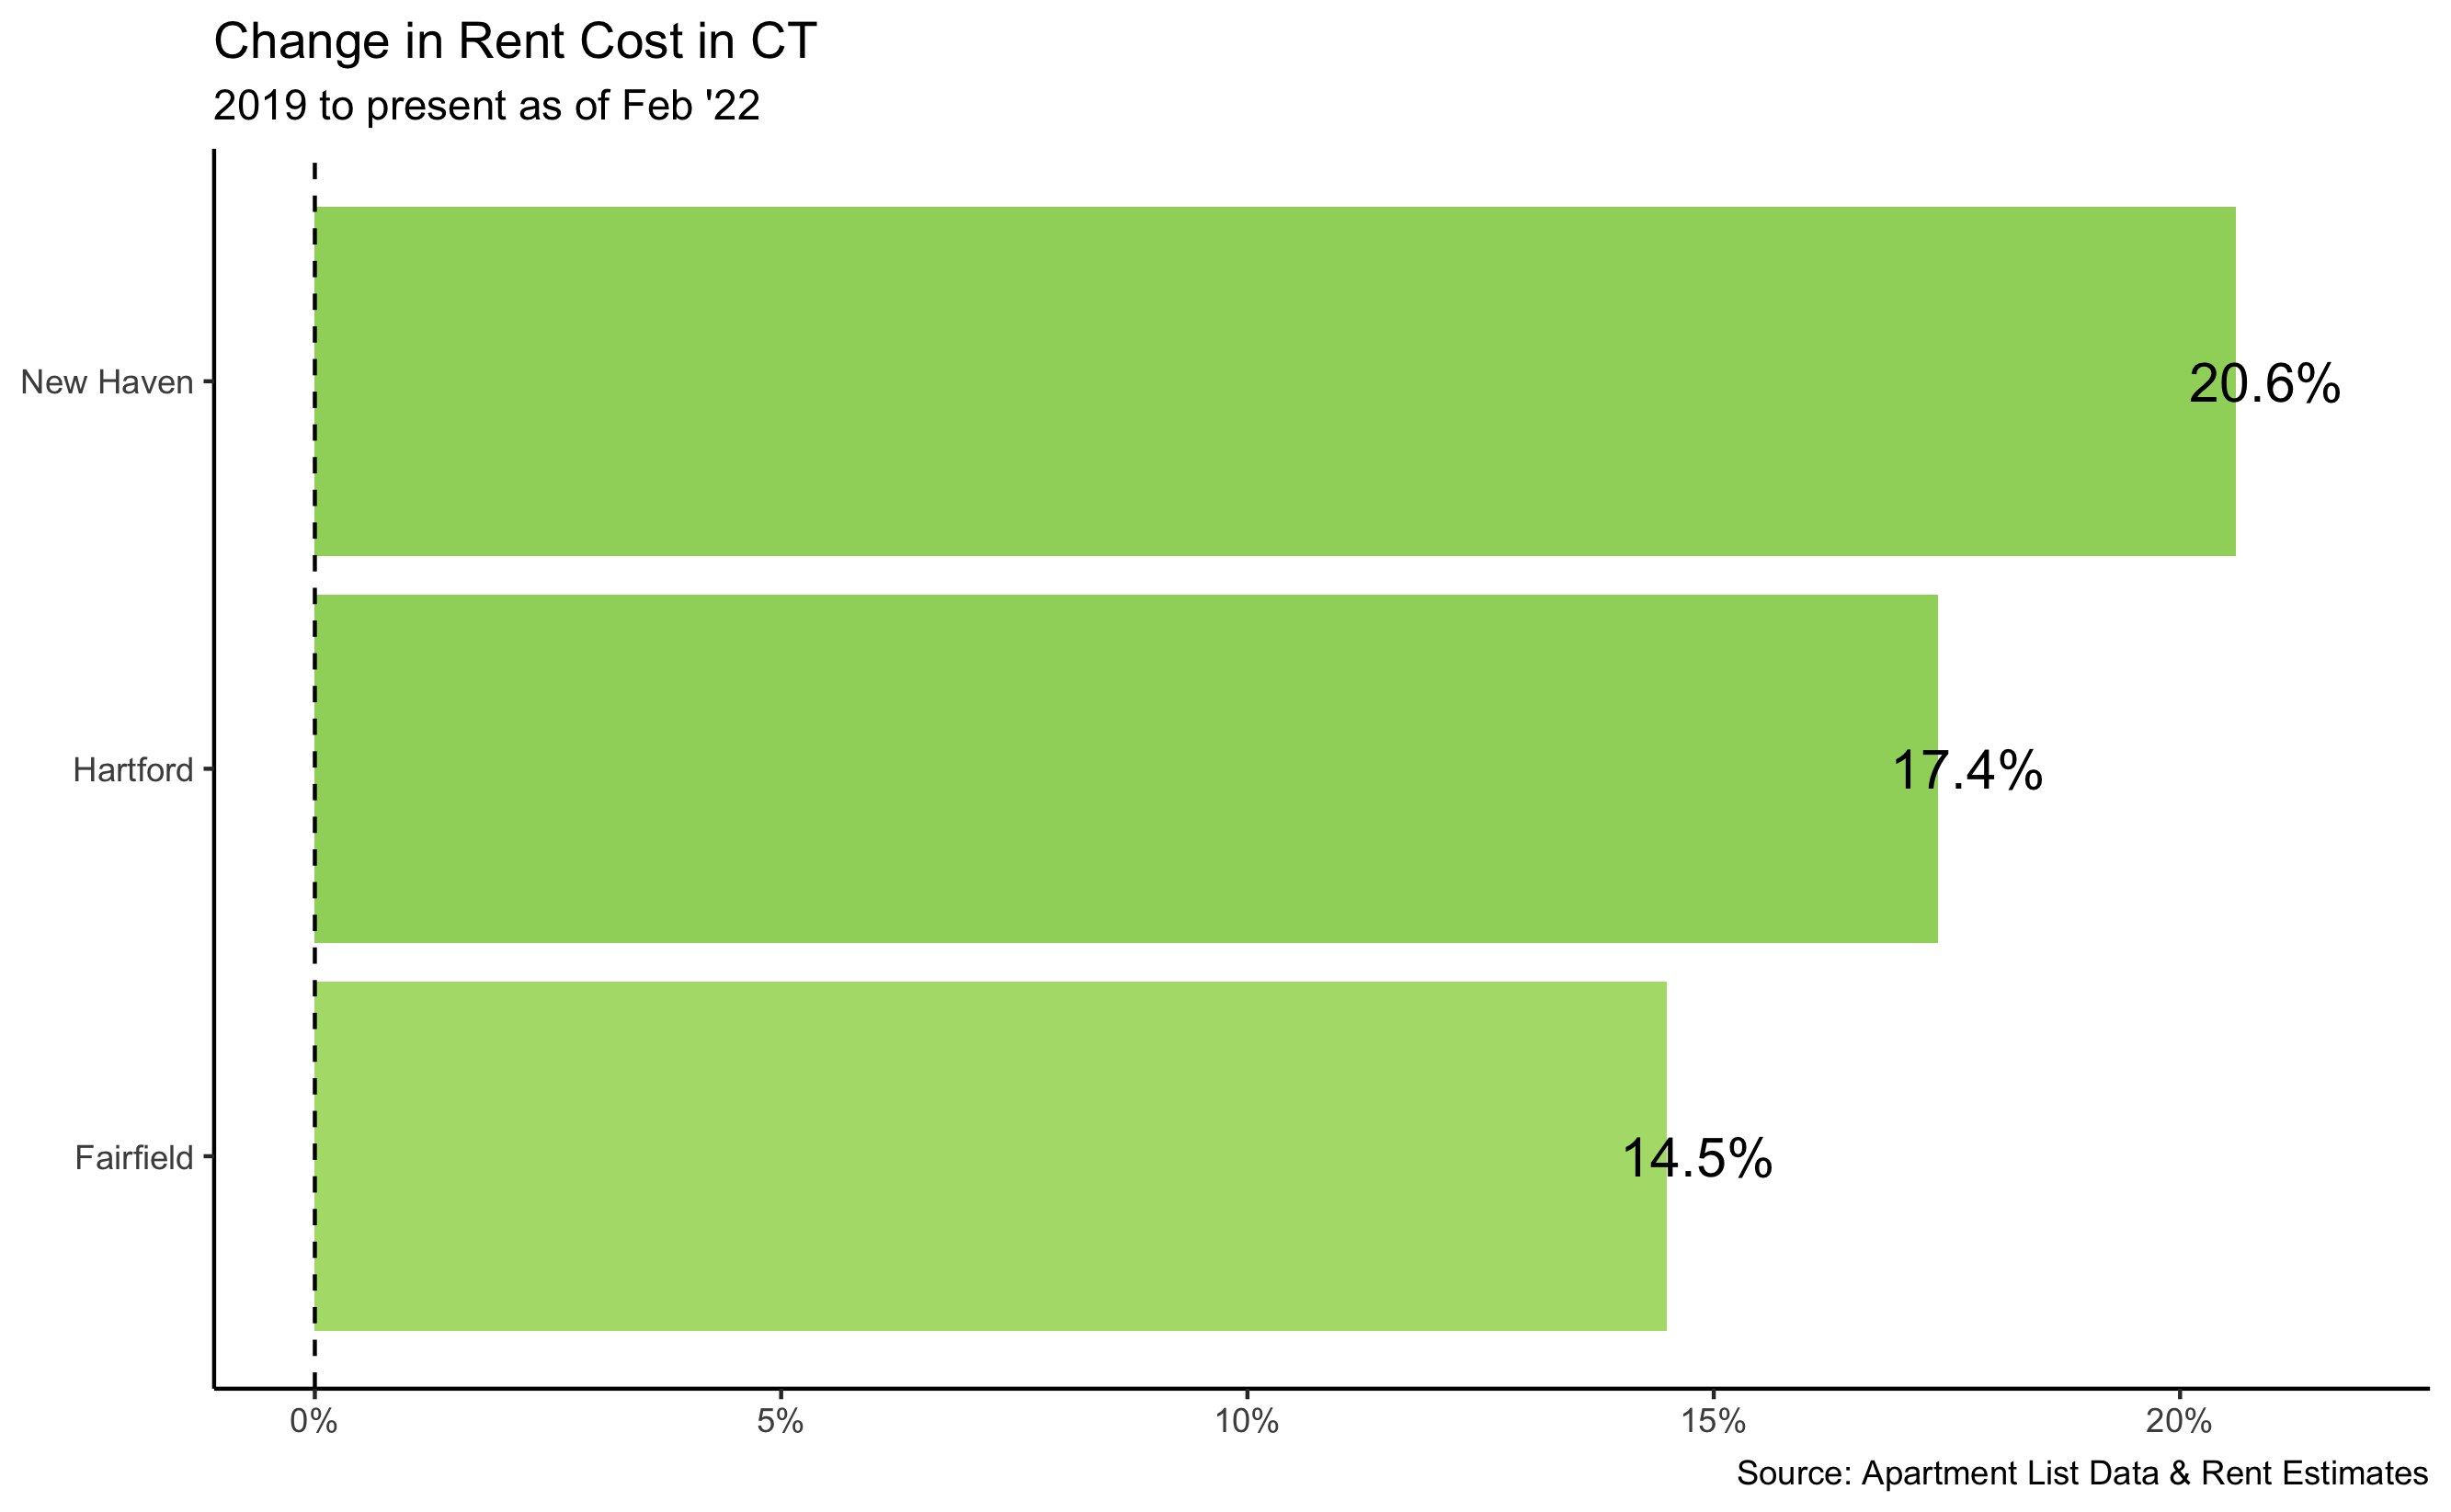 Change in Rent Cost in CT
2019 to present as of Feb '22
New Haven
20.6%
Hartford
17.4%
Fairfield
14.5%
0%
5%
10%
15%
20%
Source: Apartment List Data & Rent Estimates